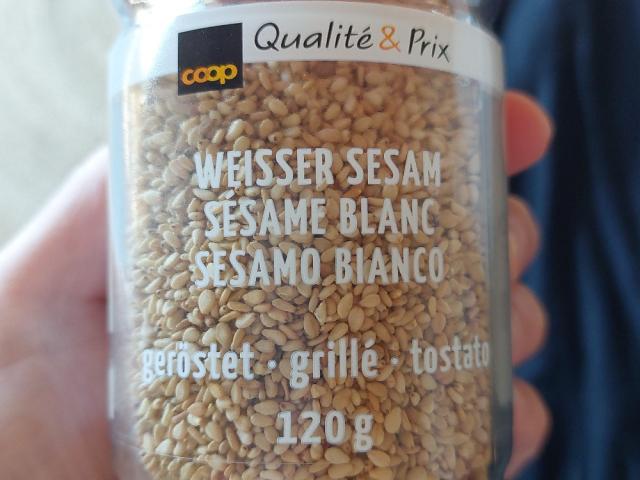 coop Qualité & Prix
WEISSER SESAM
SÉSAME BLANC
SESAMO BIANCO
geröstet · grillé · tostato
120 g